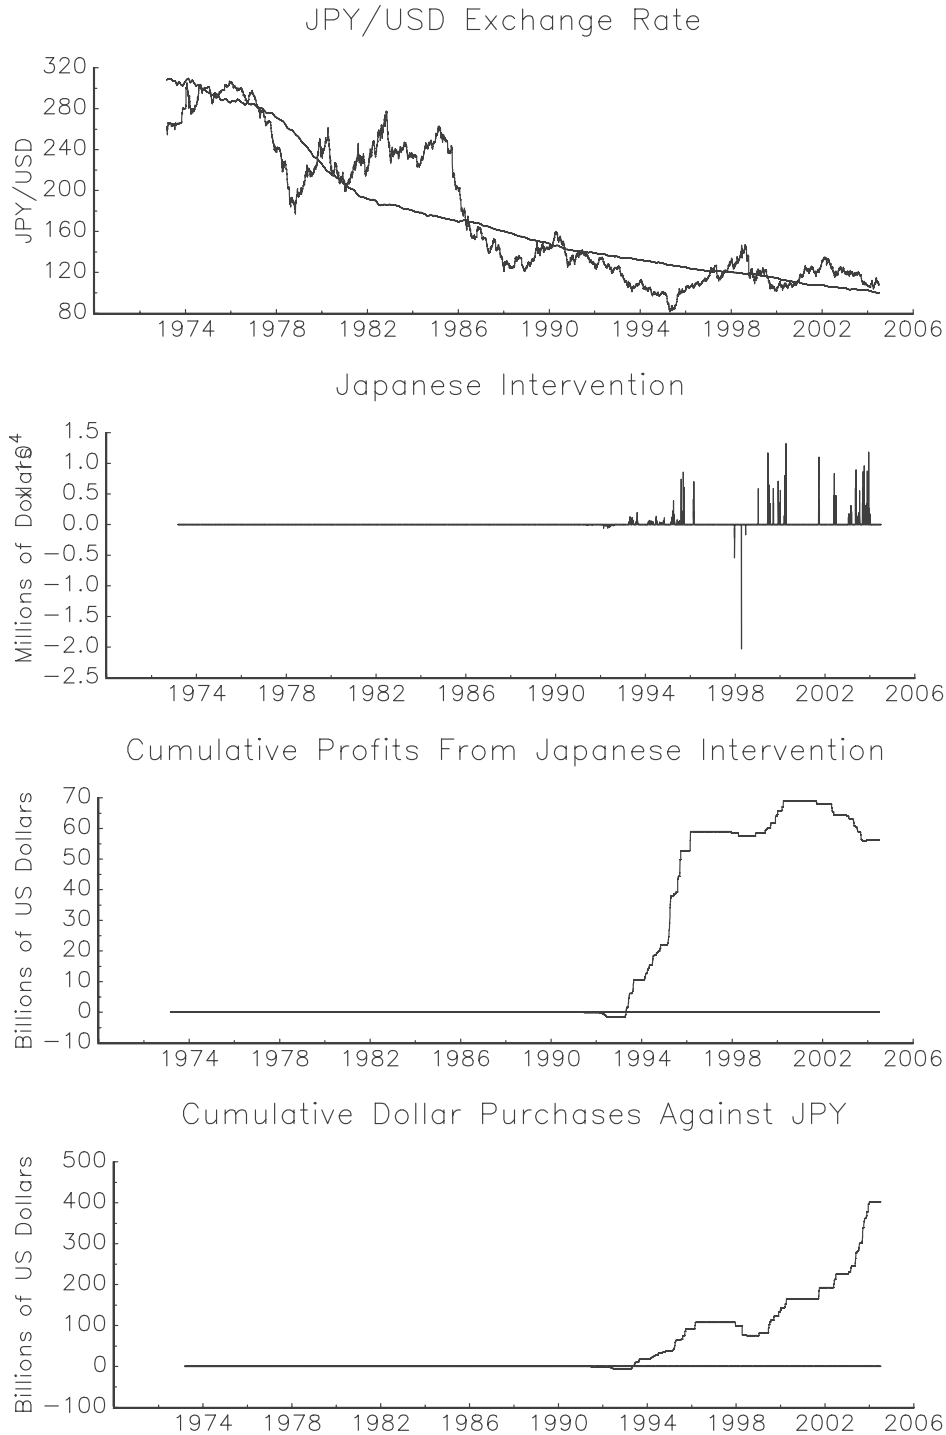 JPY/USD Exchange Rate
JPY/USD
320
280
240
200
160
120
80
1974 1978 1982 1986 1990 1994 1998 2002 2006
Japanese Intervention
Millions of Dollars
1.5
1.0
0.5
0.0
−0.5
−1.0
−1.5
−2.0
−2.5
1974 1978 1982 1986 1990 1994 1998 2002 2006
Cumulative Profits From Japanese Intervention
Billions of US Dollars
70
60
50
40
30
20
10
0
−10
1974 1978 1982 1986 1990 1994 1998 2002 2006
Cumulative Dollar Purchases Against JPY
Billions of US Dollars
500
400
300
200
100
0
−100
1974 1978 1982 1986 1990 1994 1998 2002 2006